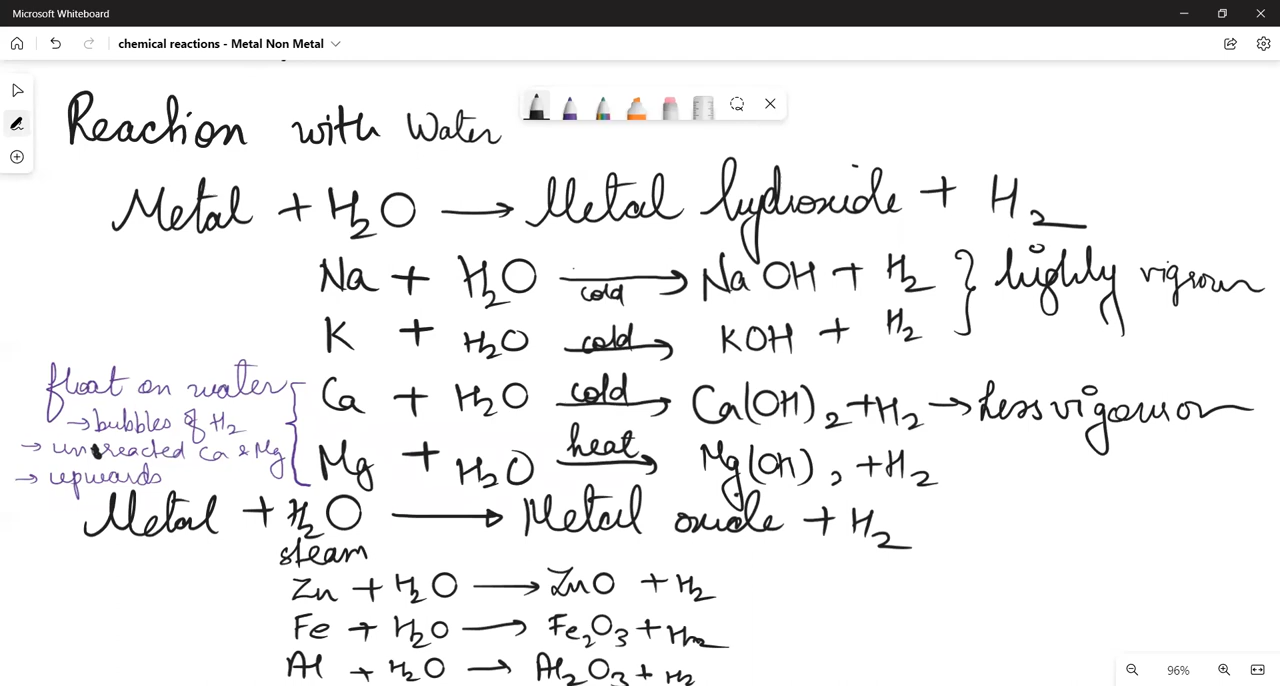 Microsoft Whiteboard
chemical reactions - Metal Non Metal
Reaction with Water
Metal + H2O → Metal hydroxide + H2
Na + H2O cold → NaOH + H2 } highly vigrour
K + H2O cold → KOH + H2
float on water
→ bubbles of H2
→ unreacted Ca & Mg
→ upwards
Ca + H2O cold → Ca(OH)2 + H2 → Less vigorour
Mg + H2O heat → Mg(OH)2 + H2
Metal + H2O → Metal oxide + H2
steam
Zn + H2O → ZnO + H2
Fe + H2O → Fe2O3 + H2
Al + H2O → Al2O3 + H2
96%